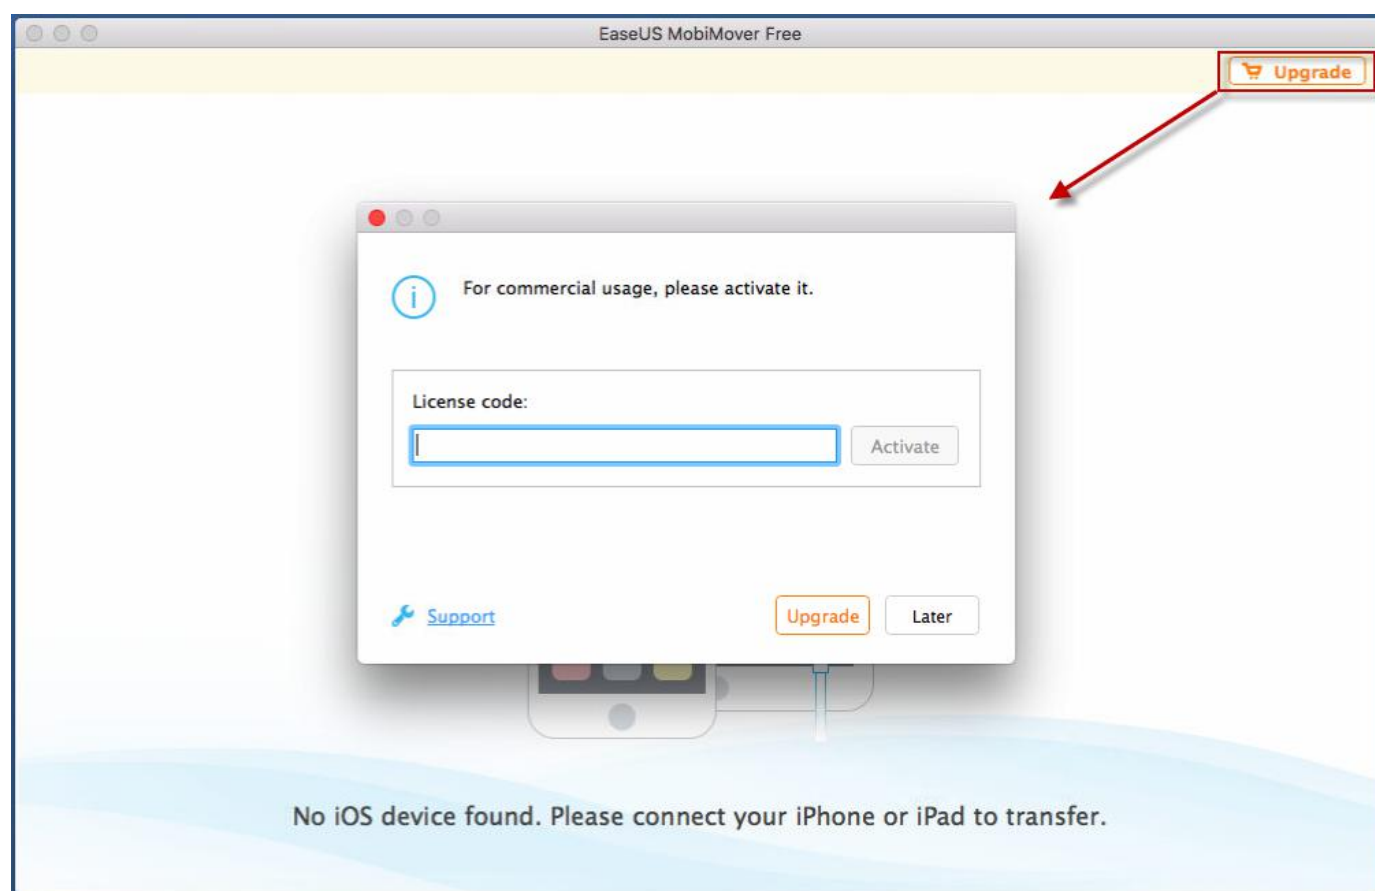 EaseUS MobiMover Free
Upgrade
For commercial usage, please activate it.
License code:
Activate
Support
Upgrade
Later
No iOS device found. Please connect your iPhone or iPad to transfer.